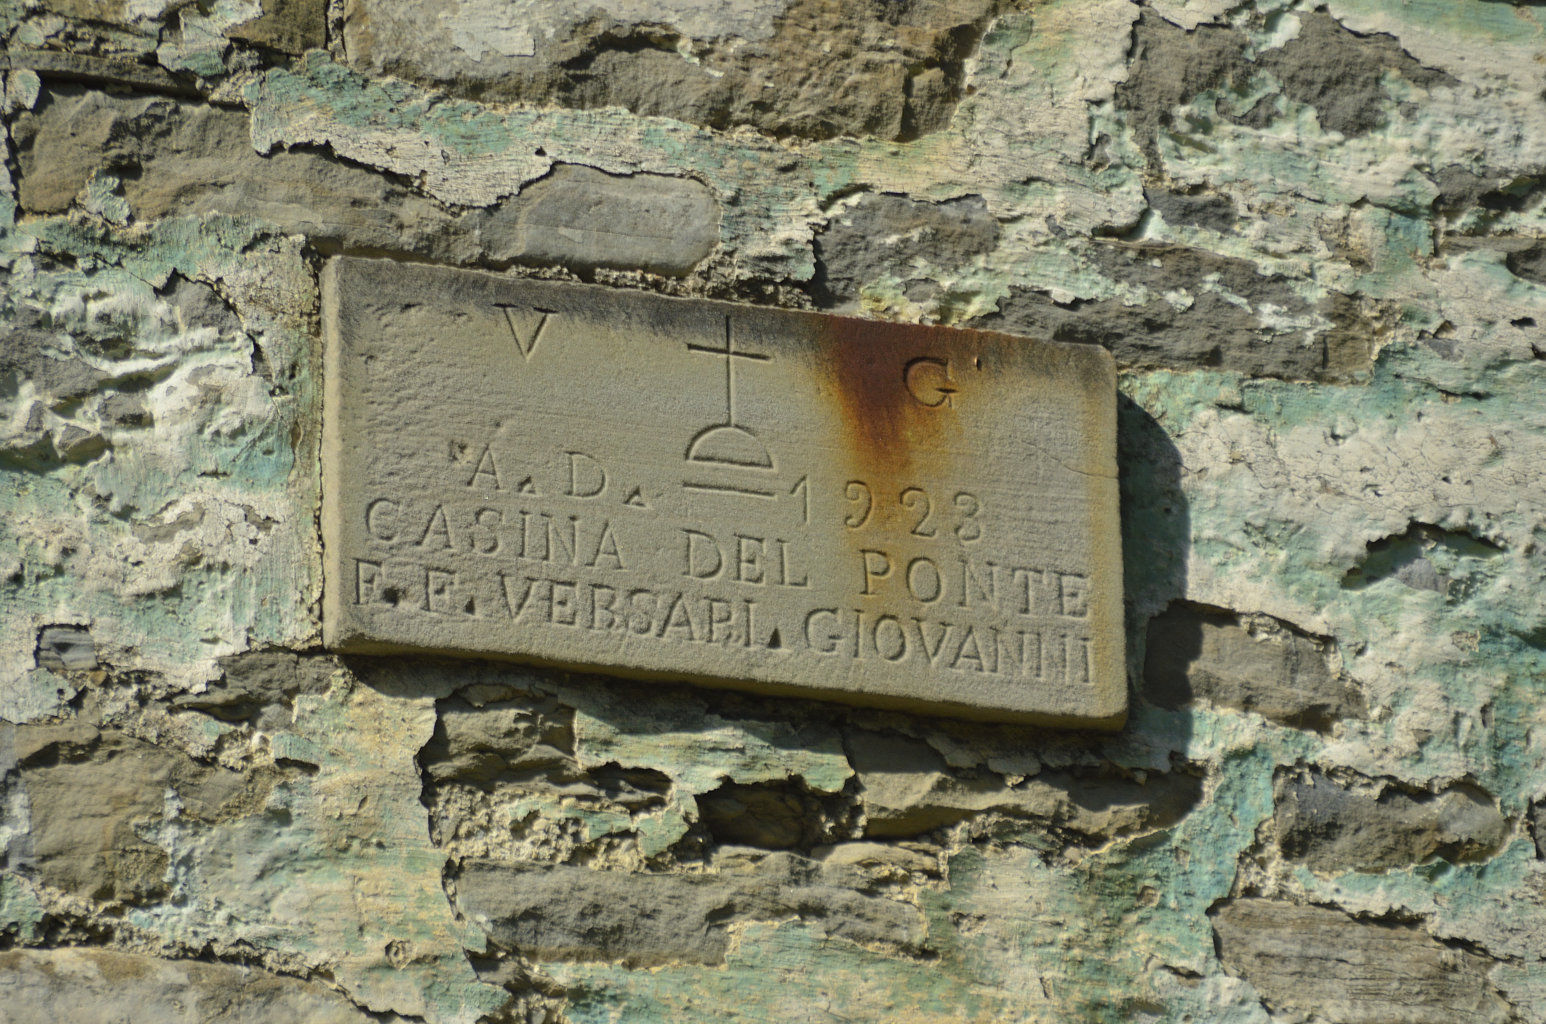 V G
A. D. 1923
CASINA DEL PONTE
F. F. VERSARI. GIOVANNI